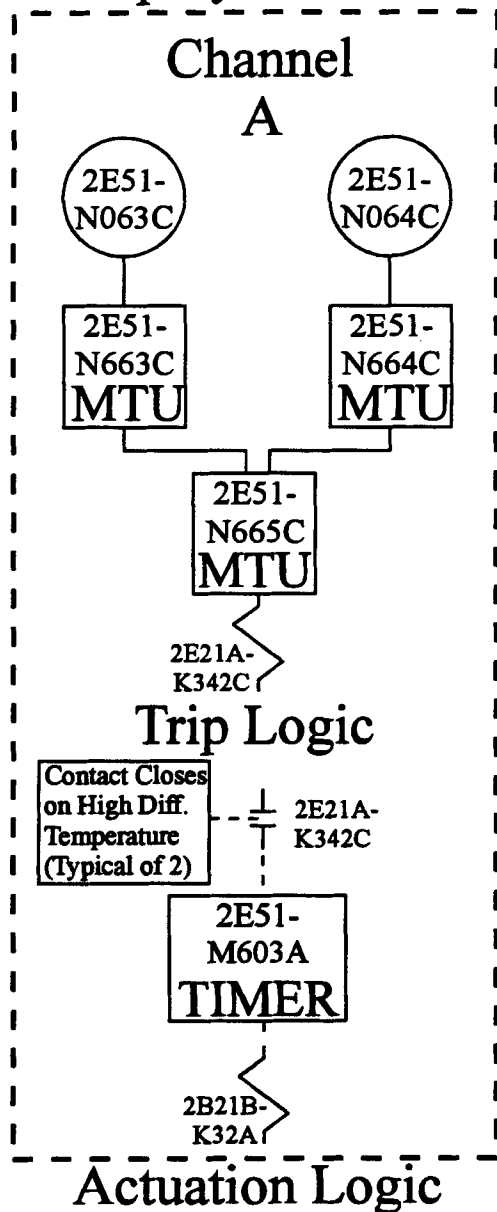 Channel
A
2E51-
N063C
2E51-
N064C
2E51-
N663C
MTU
2E51-
N664C
MTU
2E51-
N665C
MTU
2E21A-
K342C
Trip Logic
Contact Closes
on High Diff.
Temperature
(Typical of 2)
2E21A-
K342C
2E51-
M603A
TIMER
2B21B-
K32A
Actuation Logic